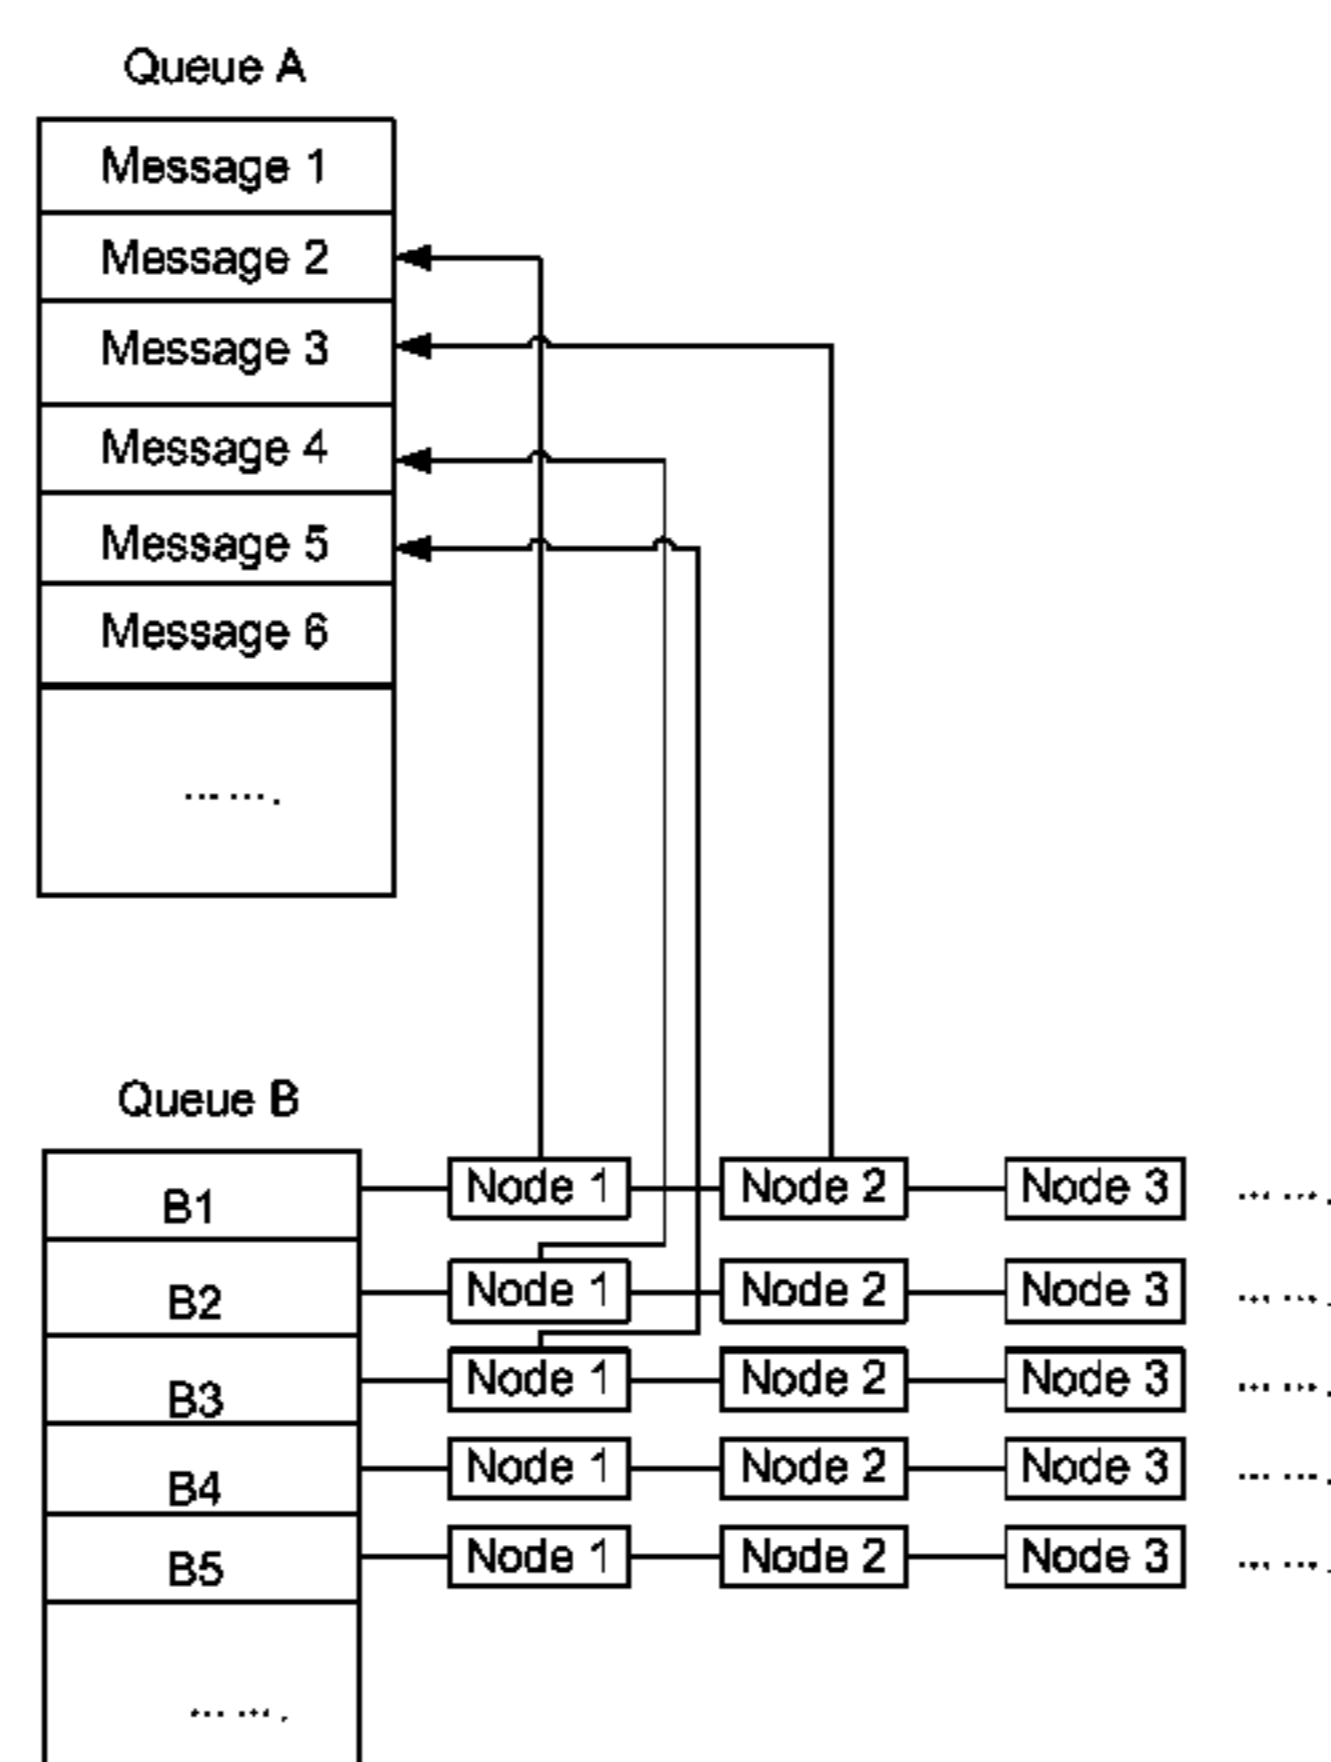 Queue A
Message 1
Message 2
Message 3
Message 4
Message 5
Message 6
... ... .
Queue B
B1 Node 1 Node 2 Node 3 ... ... .
B2 Node 1 Node 2 Node 3 ... ... .
B3 Node 1 Node 2 Node 3 ... ... .
B4 Node 1 Node 2 Node 3 ... ... .
B5 Node 1 Node 2 Node 3 ... ... .
... ... .